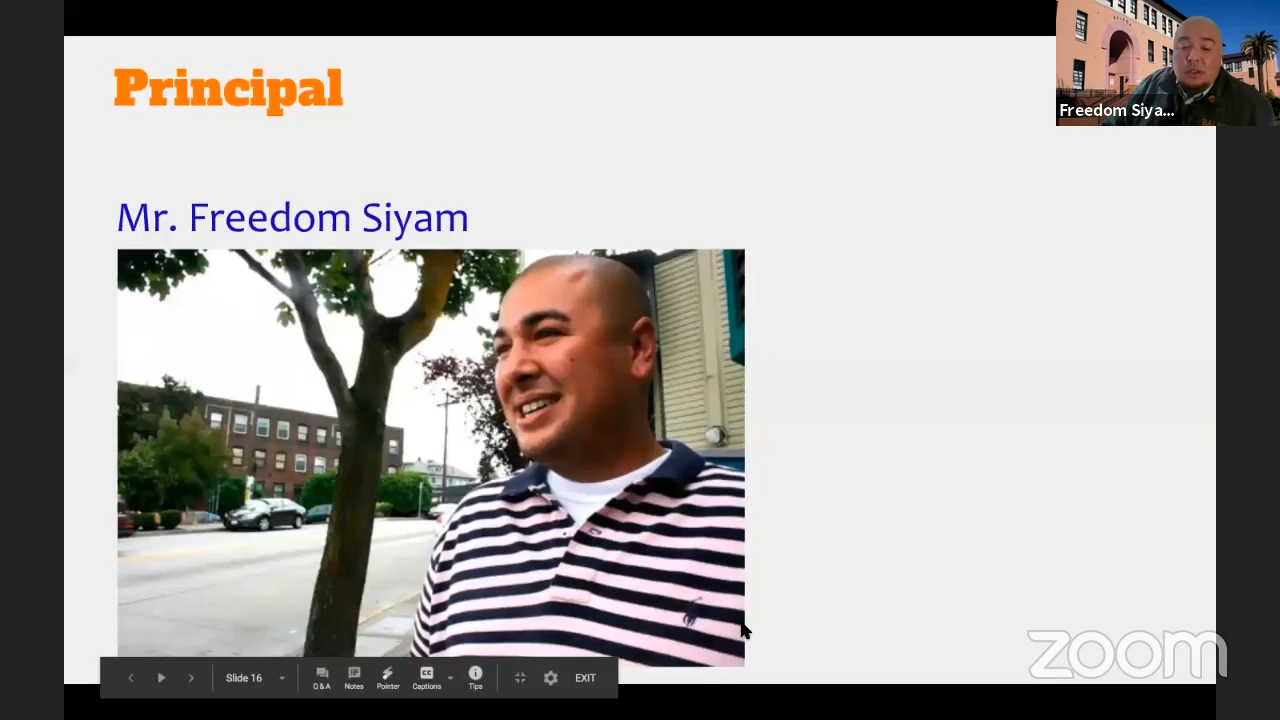 Principal
Freedom Siya...
Mr. Freedom Siyam
Slide 16
Q & A
Notes
Pointer
Captions
Tips
EXIT
zoom